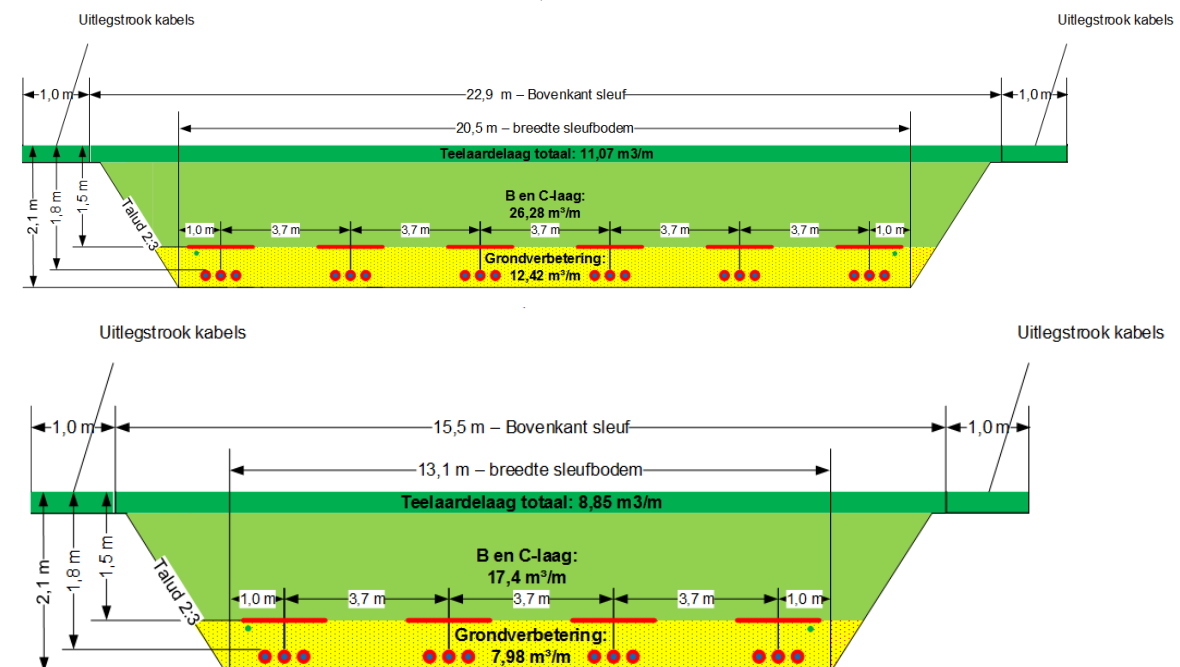 Uitlegstrook kabels
Uitlegstrook kabels
1,0 m
22,9 m – Bovenkant sleuf
1,0 m
20,5 m – breedte sleufbodem
Teelaardelaag totaal: 11,07 m3/m
2,1 m
1,8 m
1,5 m
Talud 2:3
B en C-laag:
26,28 m³/m
1,0 m
3,7 m
3,7 m
3,7 m
3,7 m
3,7 m
1,0 m
Grondverbetering:
12,42 m³/m
Uitlegstrook kabels
Uitlegstrook kabels
1,0 m
15,5 m – Bovenkant sleuf
1,0 m
13,1 m – breedte sleufbodem
Teelaardelaag totaal: 8,85 m3/m
2,1 m
1,8 m
1,5 m
Talud 2:3
B en C-laag:
17,4 m³/m
1,0 m
3,7 m
3,7 m
3,7 m
1,0 m
Grondverbetering:
7,98 m³/m